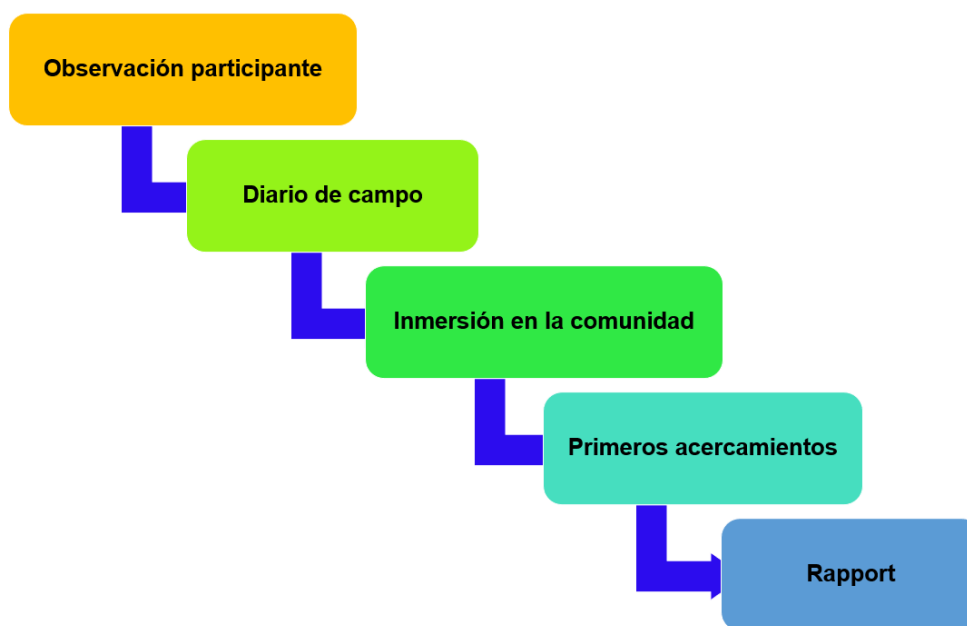 Observación participante
Diario de campo
Inmersión en la comunidad
Primeros acercamientos
Rapport